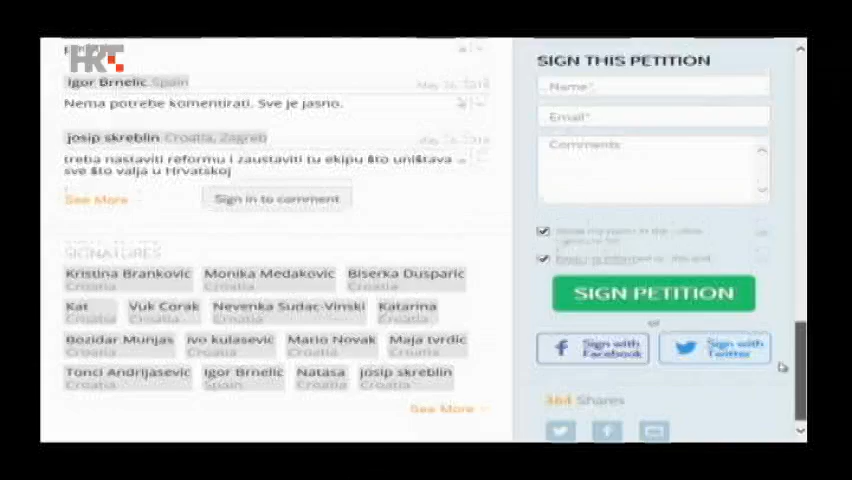 HRT
Igor Brnelic Spain
May 26, 2016
Nema potrebe komentirati. Sve je jasno.
josip skreblin Croatia, Zagreb
treba nastaviti reformu i zaustaviti tu ekipu što uništava
sve što valja u Hrvatskoj
See More
Sign in to comment
SIGNATURES
Kristina Brankovic
Croatia
Monika Medakovic
Croatia
Biserka Dusparic
Croatia
Kat
Croatia
Vuk Corak
Croatia
Nevenka Sudac-Vinski
Croatia
Katarina
Croatia
Bozidar Munjas
Croatia
ivo kulasevic
Croatia
Mario Novak
Croatia
Maja tvrdic
Croatia
Tonci Andrijasevic
Croatia
Igor Brnelic
Spain
Natasa
Croatia
josip skreblin
Croatia
See More
SIGN THIS PETITION
Name*
Email*
Comments
SIGN PETITION
or
Sign with
Facebook
Sign with
Twitter
364 Shares